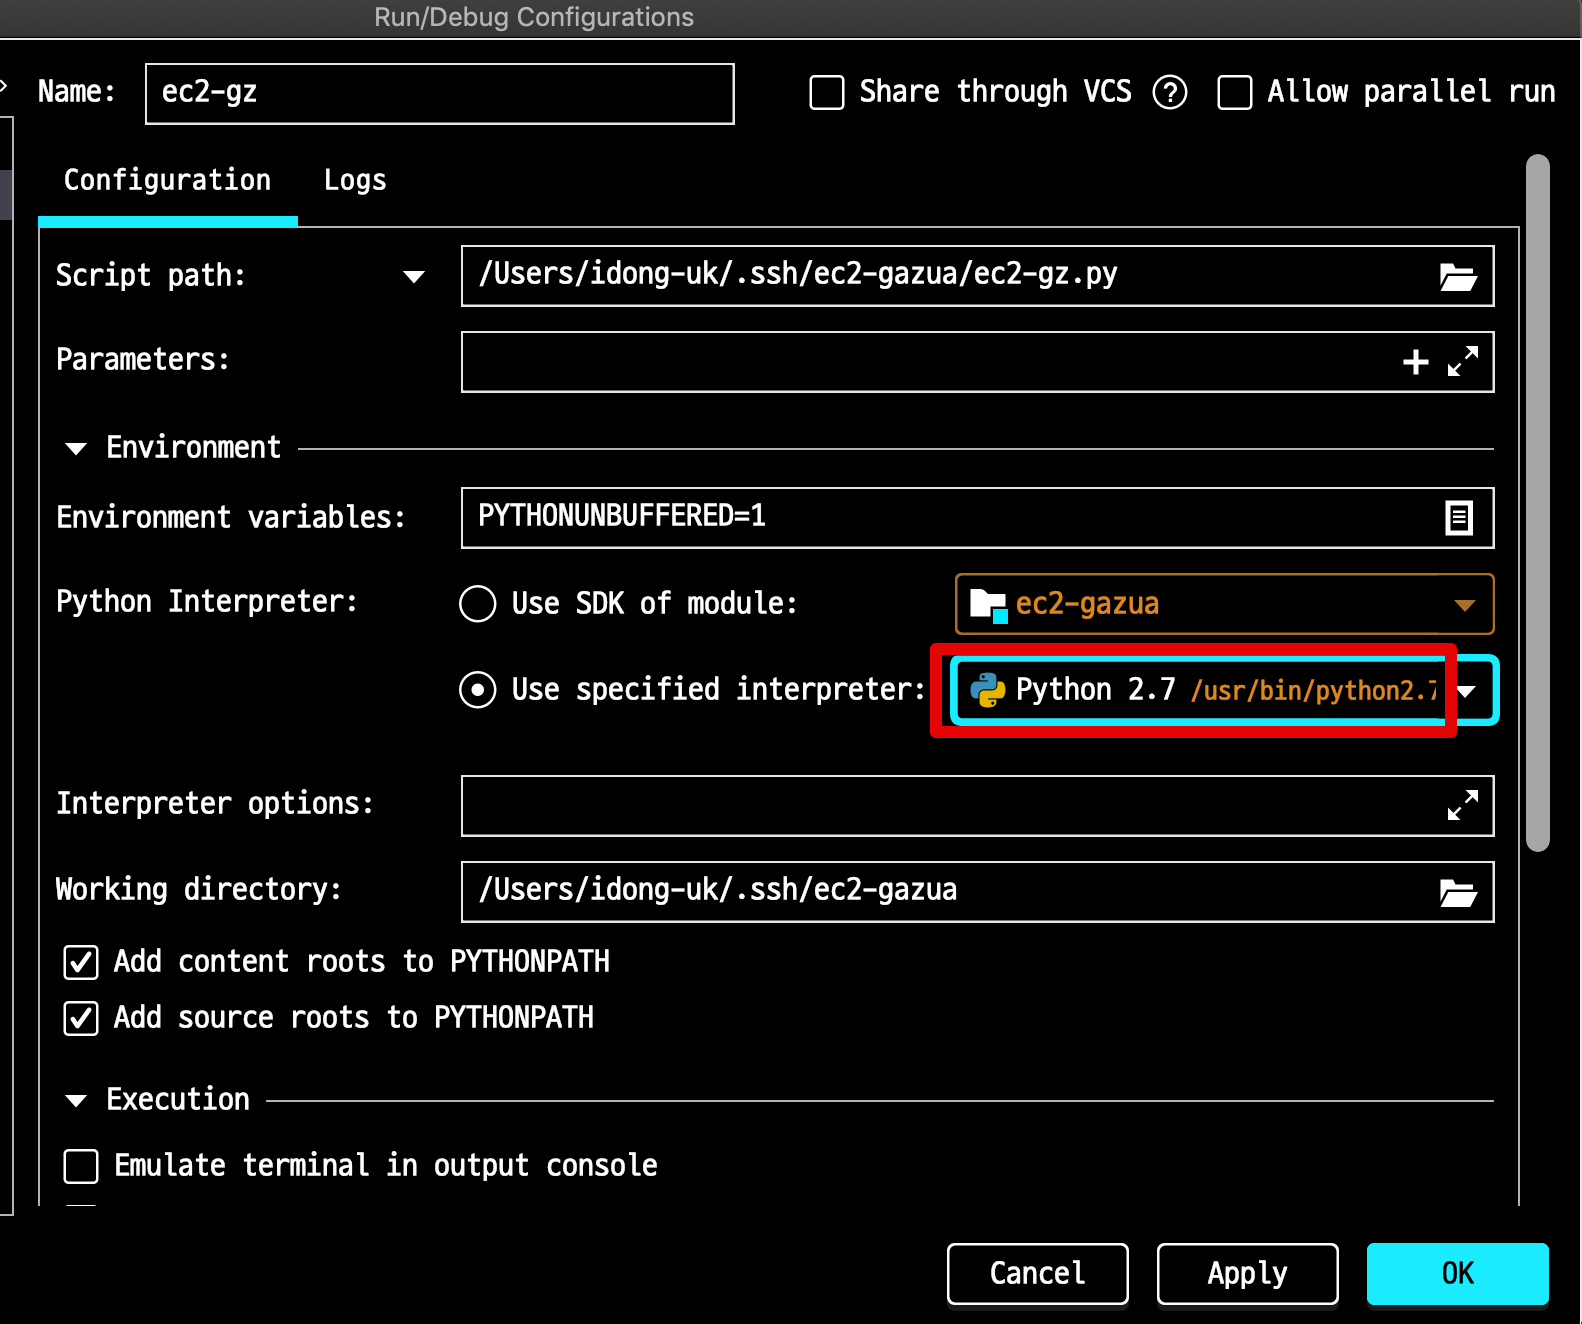 Run/Debug Configurations
Name: ec2-gz Share through VCS ? Allow parallel run
Configuration Logs
Script path: /Users/idong-uk/.ssh/ec2-gazua/ec2-gz.py
Parameters:
Environment
Environment variables: PYTHONUNBUFFERED=1
Python Interpreter: Use SDK of module: ec2-gazua
Use specified interpreter: Python 2.7 /usr/bin/python2.7
Interpreter options:
Working directory: /Users/idong-uk/.ssh/ec2-gazua
Add content roots to PYTHONPATH
Add source roots to PYTHONPATH
Execution
Emulate terminal in output console
Cancel Apply OK